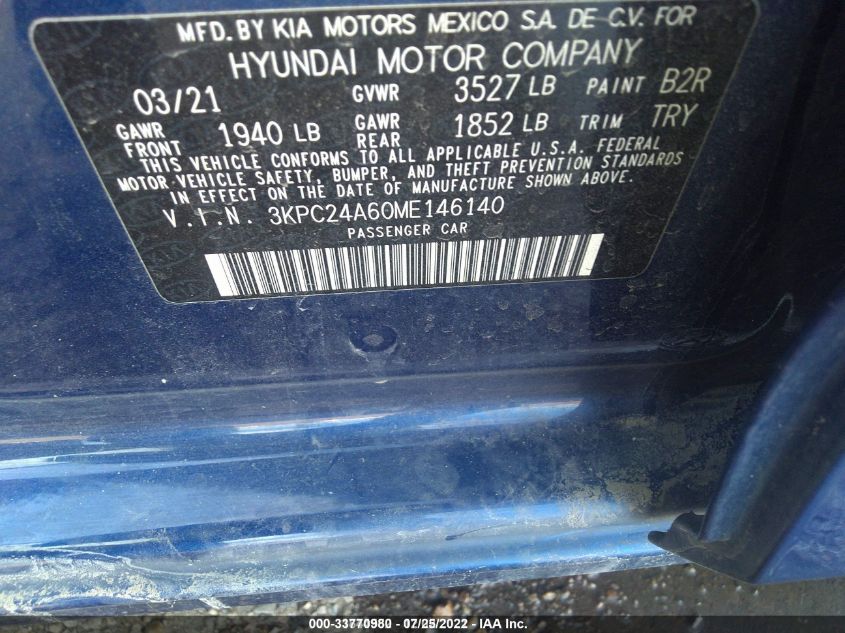 MFD. BY KIA MOTORS MEXICO S.A. DE C.V. FOR
HYUNDAI MOTOR COMPANY
03/21 GVWR 3527 LB PAINT B2R
GAWR FRONT 1940 LB GAWR REAR 1852 LB TRIM TRY
THIS VEHICLE CONFORMS TO ALL APPLICABLE U.S.A. FEDERAL
MOTOR VEHICLE SAFETY, BUMPER, AND THEFT PREVENTION STANDARDS
IN EFFECT ON THE DATE OF MANUFACTURE SHOWN ABOVE.
V.I.N. 3KPC24A60ME146140
PASSENGER CAR
000-33770980 - 07/25/2022 - IAA Inc.